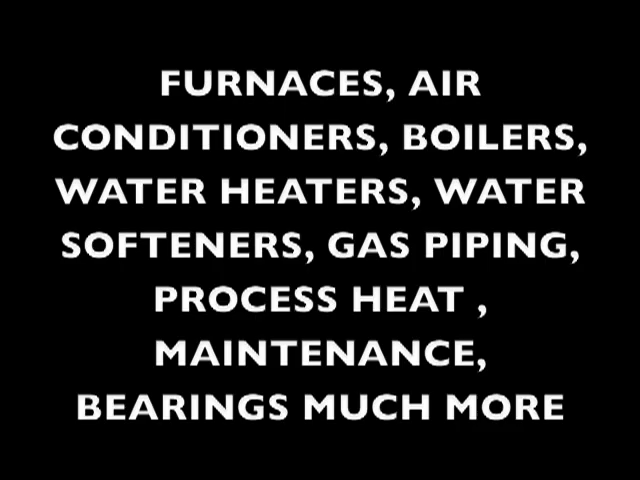 FURNACES, AIR
CONDITIONERS, BOILERS,
WATER HEATERS, WATER
SOFTENERS, GAS PIPING,
PROCESS HEAT ,
MAINTENANCE,
BEARINGS MUCH MORE